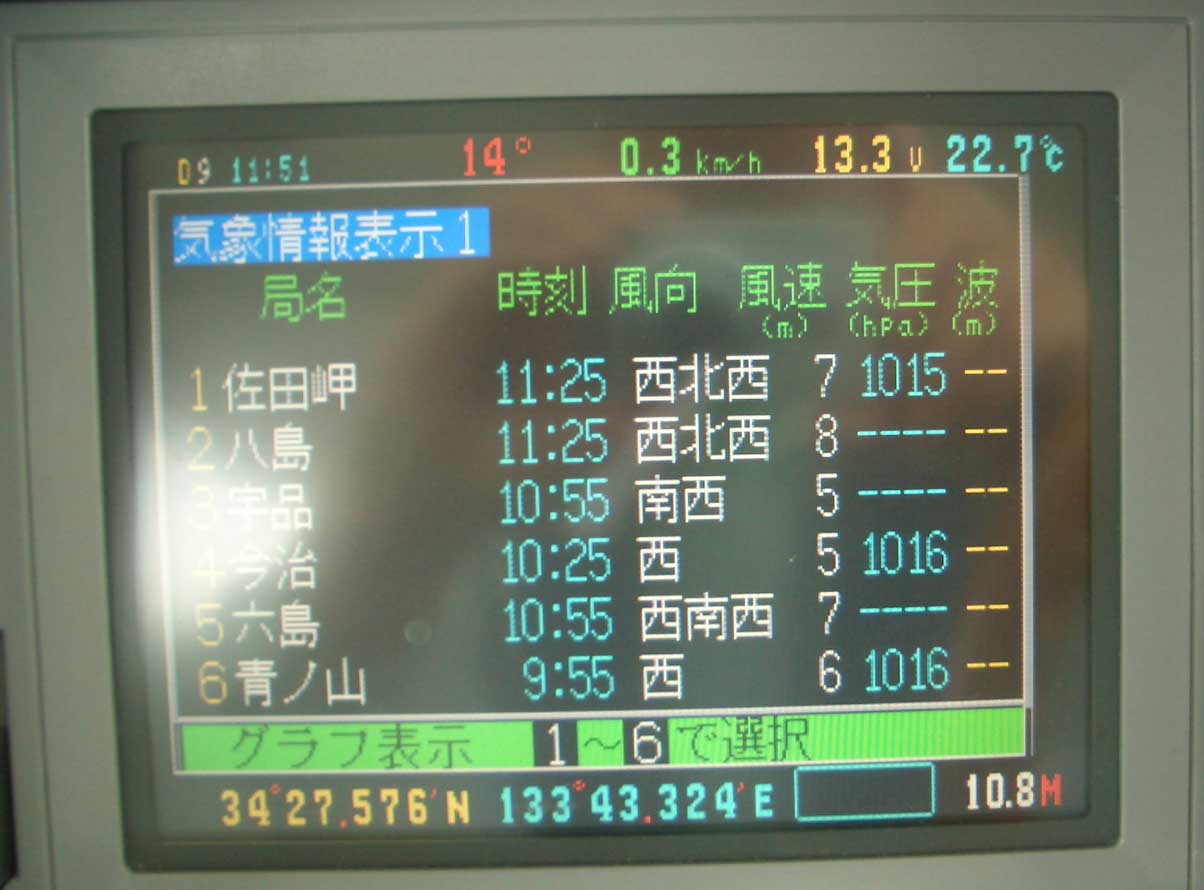 09 11:51 14° 0.3 km/h 13.3 V 22.7℃
気象情報表示1
局名 時刻 風向 風速 気圧 波
(m) (hPa) (m)
1 佐田岬 11:25 西北西 7 1015 --
2 八島 11:25 西北西 8 ---- --
3 宇品 10:55 南西 5 ---- --
4 今治 10:25 西 5 1016 --
5 六島 10:55 西南西 7 ---- --
6 青ノ山 9:55 西 6 1016 --
グラフ表示 1~6で選択
34°27.576'N 133°43.324'E 10.8M